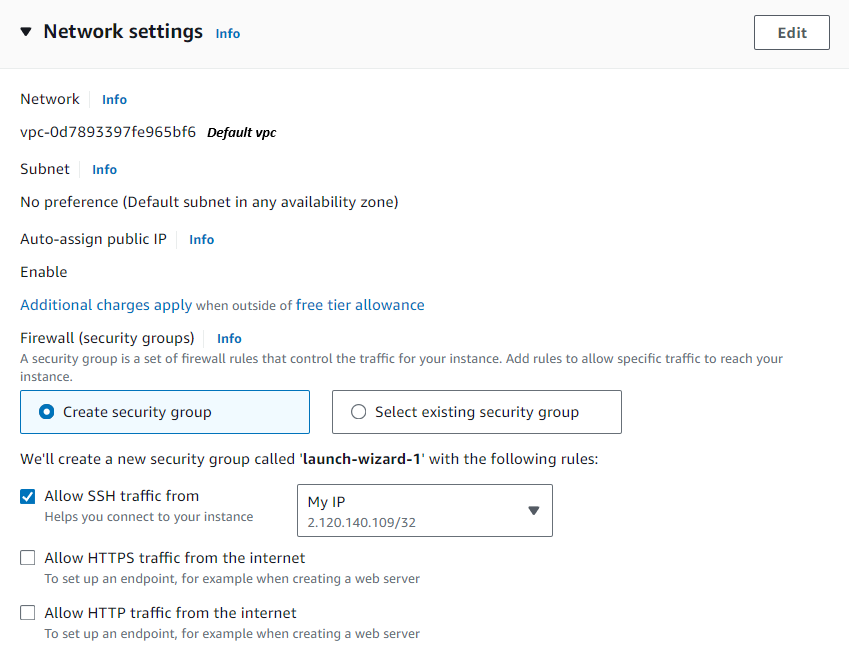 Network settings Info Edit
Network Info
vpc-0d7893397fe965bf6 Default vpc
Subnet Info
No preference (Default subnet in any availability zone)
Auto-assign public IP Info
Enable
Additional charges apply when outside of free tier allowance
Firewall (security groups) Info
A security group is a set of firewall rules that control the traffic for your instance. Add rules to allow specific traffic to reach your
instance.
Create security group Select existing security group
We'll create a new security group called 'launch-wizard-1' with the following rules:
Allow SSH traffic from
Helps you connect to your instance
My IP
2.120.140.109/32
Allow HTTPS traffic from the internet
To set up an endpoint, for example when creating a web server
Allow HTTP traffic from the internet
To set up an endpoint, for example when creating a web server